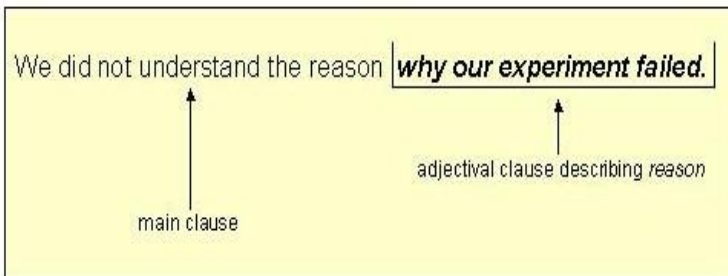 We did not understand the reason why our experiment failed.
adjectival clause describing reason
main clause